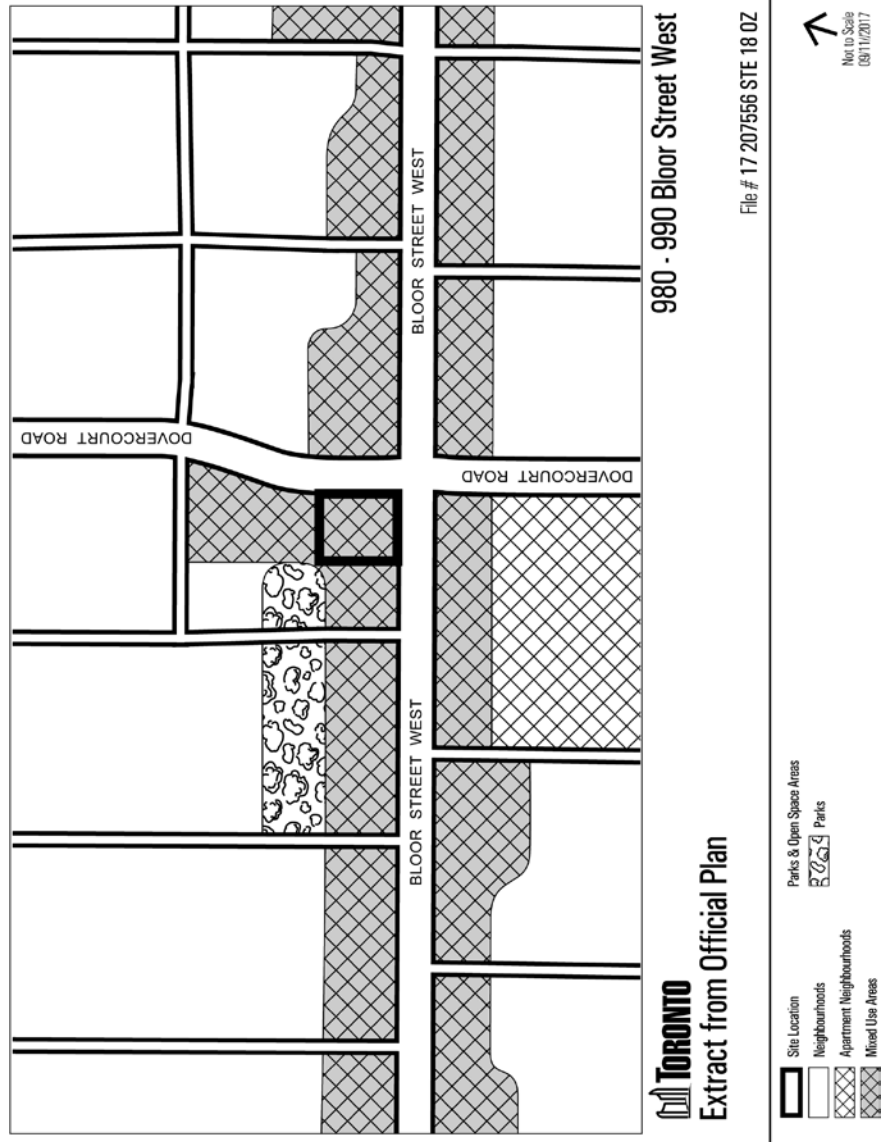 DOVERCOURT ROAD
BLOOR STREET WEST
BLOOR STREET WEST
DOVERCOURT ROAD
TORONTO
Extract from Official Plan
980 - 990 Bloor Street West
File # 17 207556 STE 18 OZ
Site Location
Neighbourhoods
Apartment Neighbourhoods
Mixed Use Areas
Parks & Open Space Areas
Parks
Not to Scale
09/11/2017